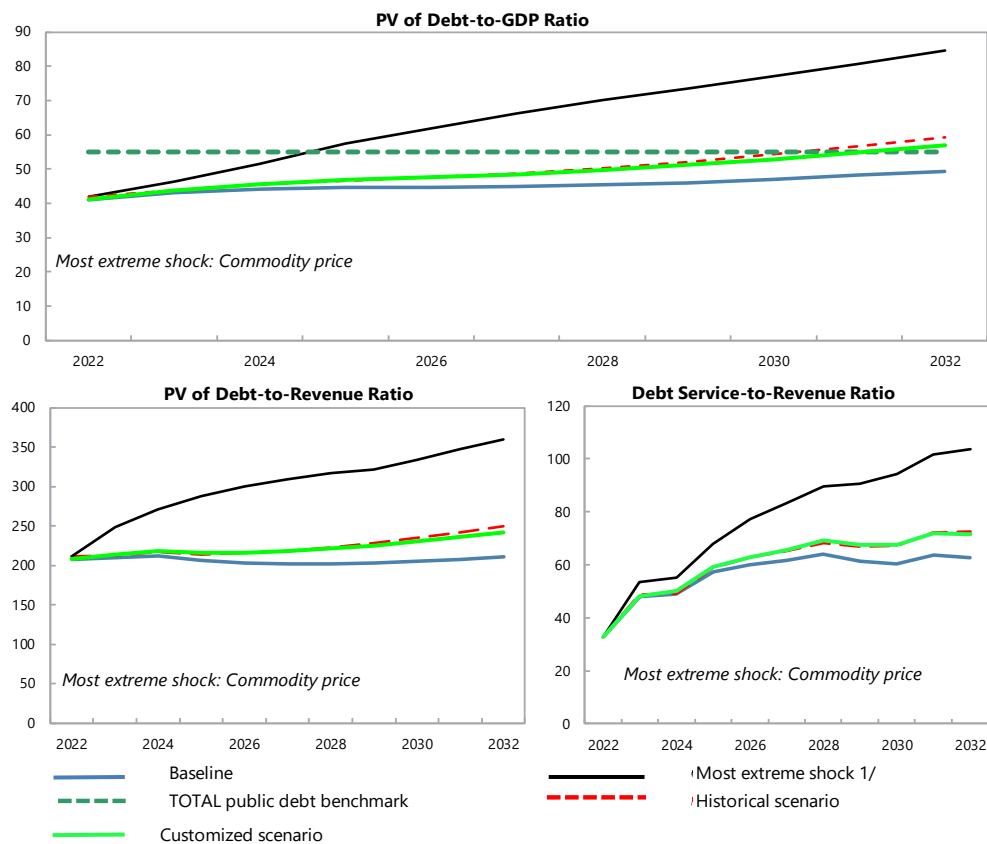 PV of Debt-to-GDP Ratio
90
80
70
60
50
40
30
20
10
0
Most extreme shock: Commodity price
2022 2024 2026 2028 2030 2032
PV of Debt-to-Revenue Ratio
400
350
300
250
200
150
100
50
0
Most extreme shock: Commodity price
2022 2024 2026 2028 2030 2032
Debt Service-to-Revenue Ratio
120
100
80
60
40
20
0
Most extreme shock: Commodity price
2022 2024 2026 2028 2030 2032
Baseline
Most extreme shock 1/
TOTAL public debt benchmark
Historical scenario
Customized scenario